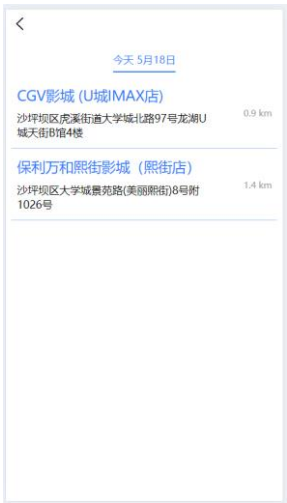 今天 5月18日
CGV影城 (U城IMAX店)
沙坪坝区虎溪街道大学城北路97号龙湖U
0.9 km
城天街B馆4楼
保利万和熙街影城（熙街店）
沙坪坝区大学城景苑路(美丽熙街)8号附
1.4 km
1026号